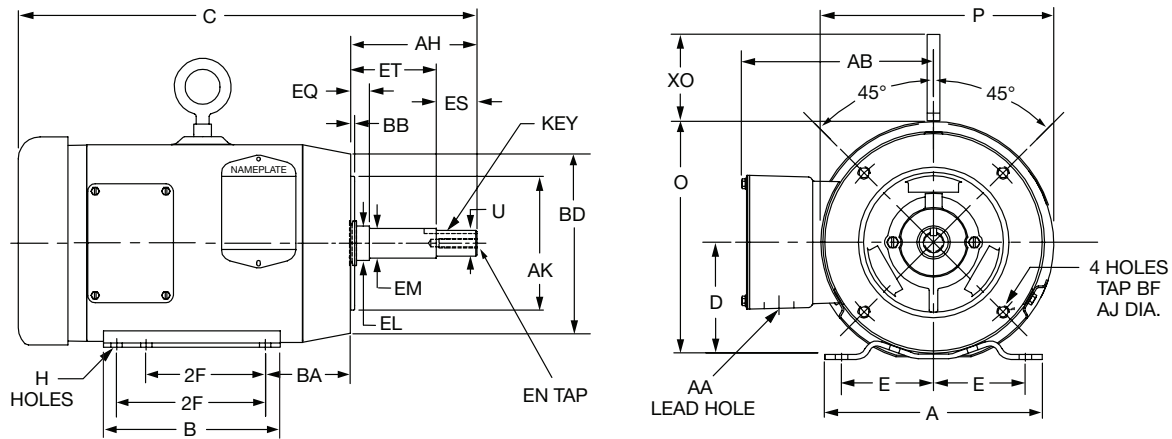 C
AH
ET
EQ
ES
BB
KEY
NAMEPLATE
U
BD
AK
EM
EL
H
HOLES
2F
BA
2F
B
EN TAP
P
AB
XO
45°
45°
O
D
4 HOLES
TAP BF
AJ DIA.
E
E
AA
LEAD HOLE
A